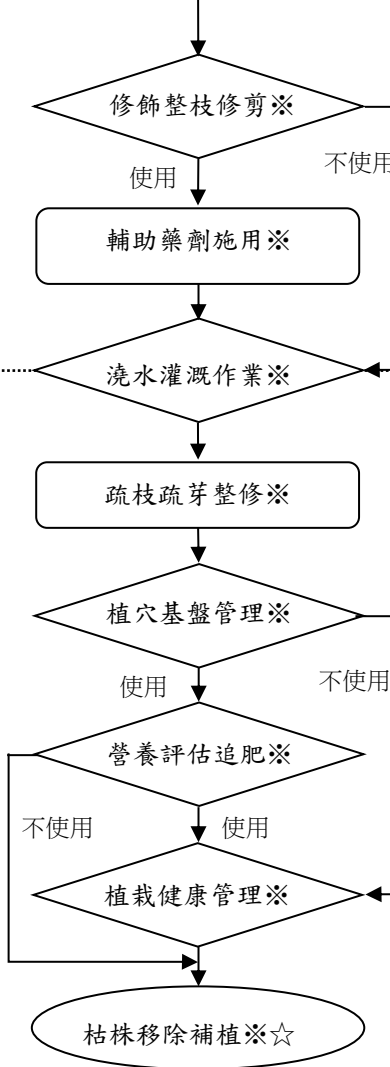 修飾整枝修剪※
使用
不使用
輔助藥劑施用※
澆水灌溉作業※
疏枝疏芽整修※
植穴基盤管理※
使用
不使用
營養評估追肥※
不使用
使用
植栽健康管理※
枯株移除補植※☆